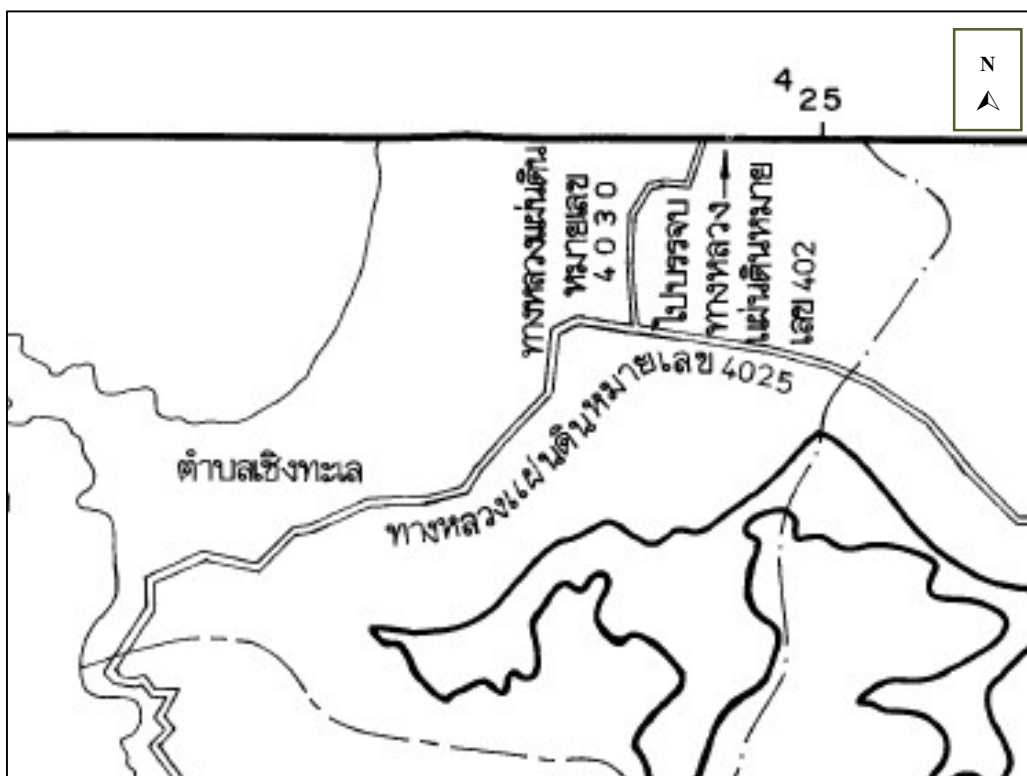 N
4 25
ทางหลวงแผ่นดิน
หมายเลข
4030
ไปบรรจบ
ทางหลวง
แผ่นดินหมาย
เลข 402
ทางหลวงแผ่นดินหมายเลข 4025
ตำบลเชิงทะเล